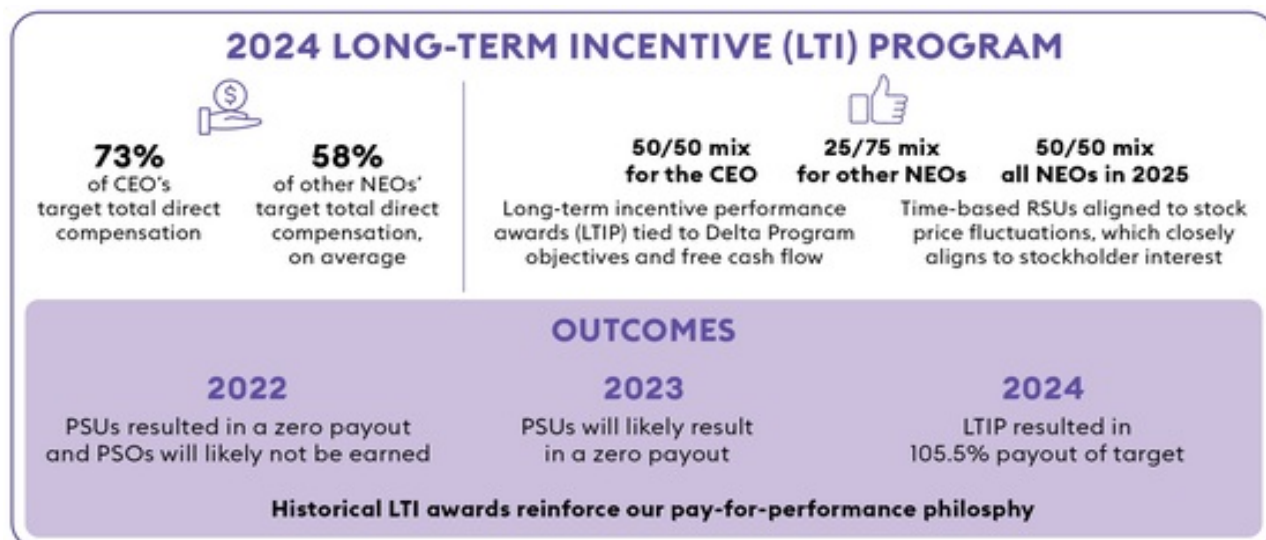 2024 LONG-TERM INCENTIVE (LTI) PROGRAM
$
73%
of CEO's
target total direct
compensation
58%
of other NEOs'
target total direct
compensation,
on average
50/50 mix
for the CEO
25/75 mix
for other NEOs
50/50 mix
all NEOs in 2025
Long-term incentive performance
awards (LTIP) tied to Delta Program
objectives and free cash flow
Time-based RSUs aligned to stock
price fluctuations, which closely
aligns to stockholder interest
OUTCOMES
2022
PSUs resulted in a zero payout
and PSOs will likely not be earned
2023
PSUs will likely result
in a zero payout
2024
LTIP resulted in
105.5% payout of target
Historical LTI awards reinforce our pay-for-performance philosphy